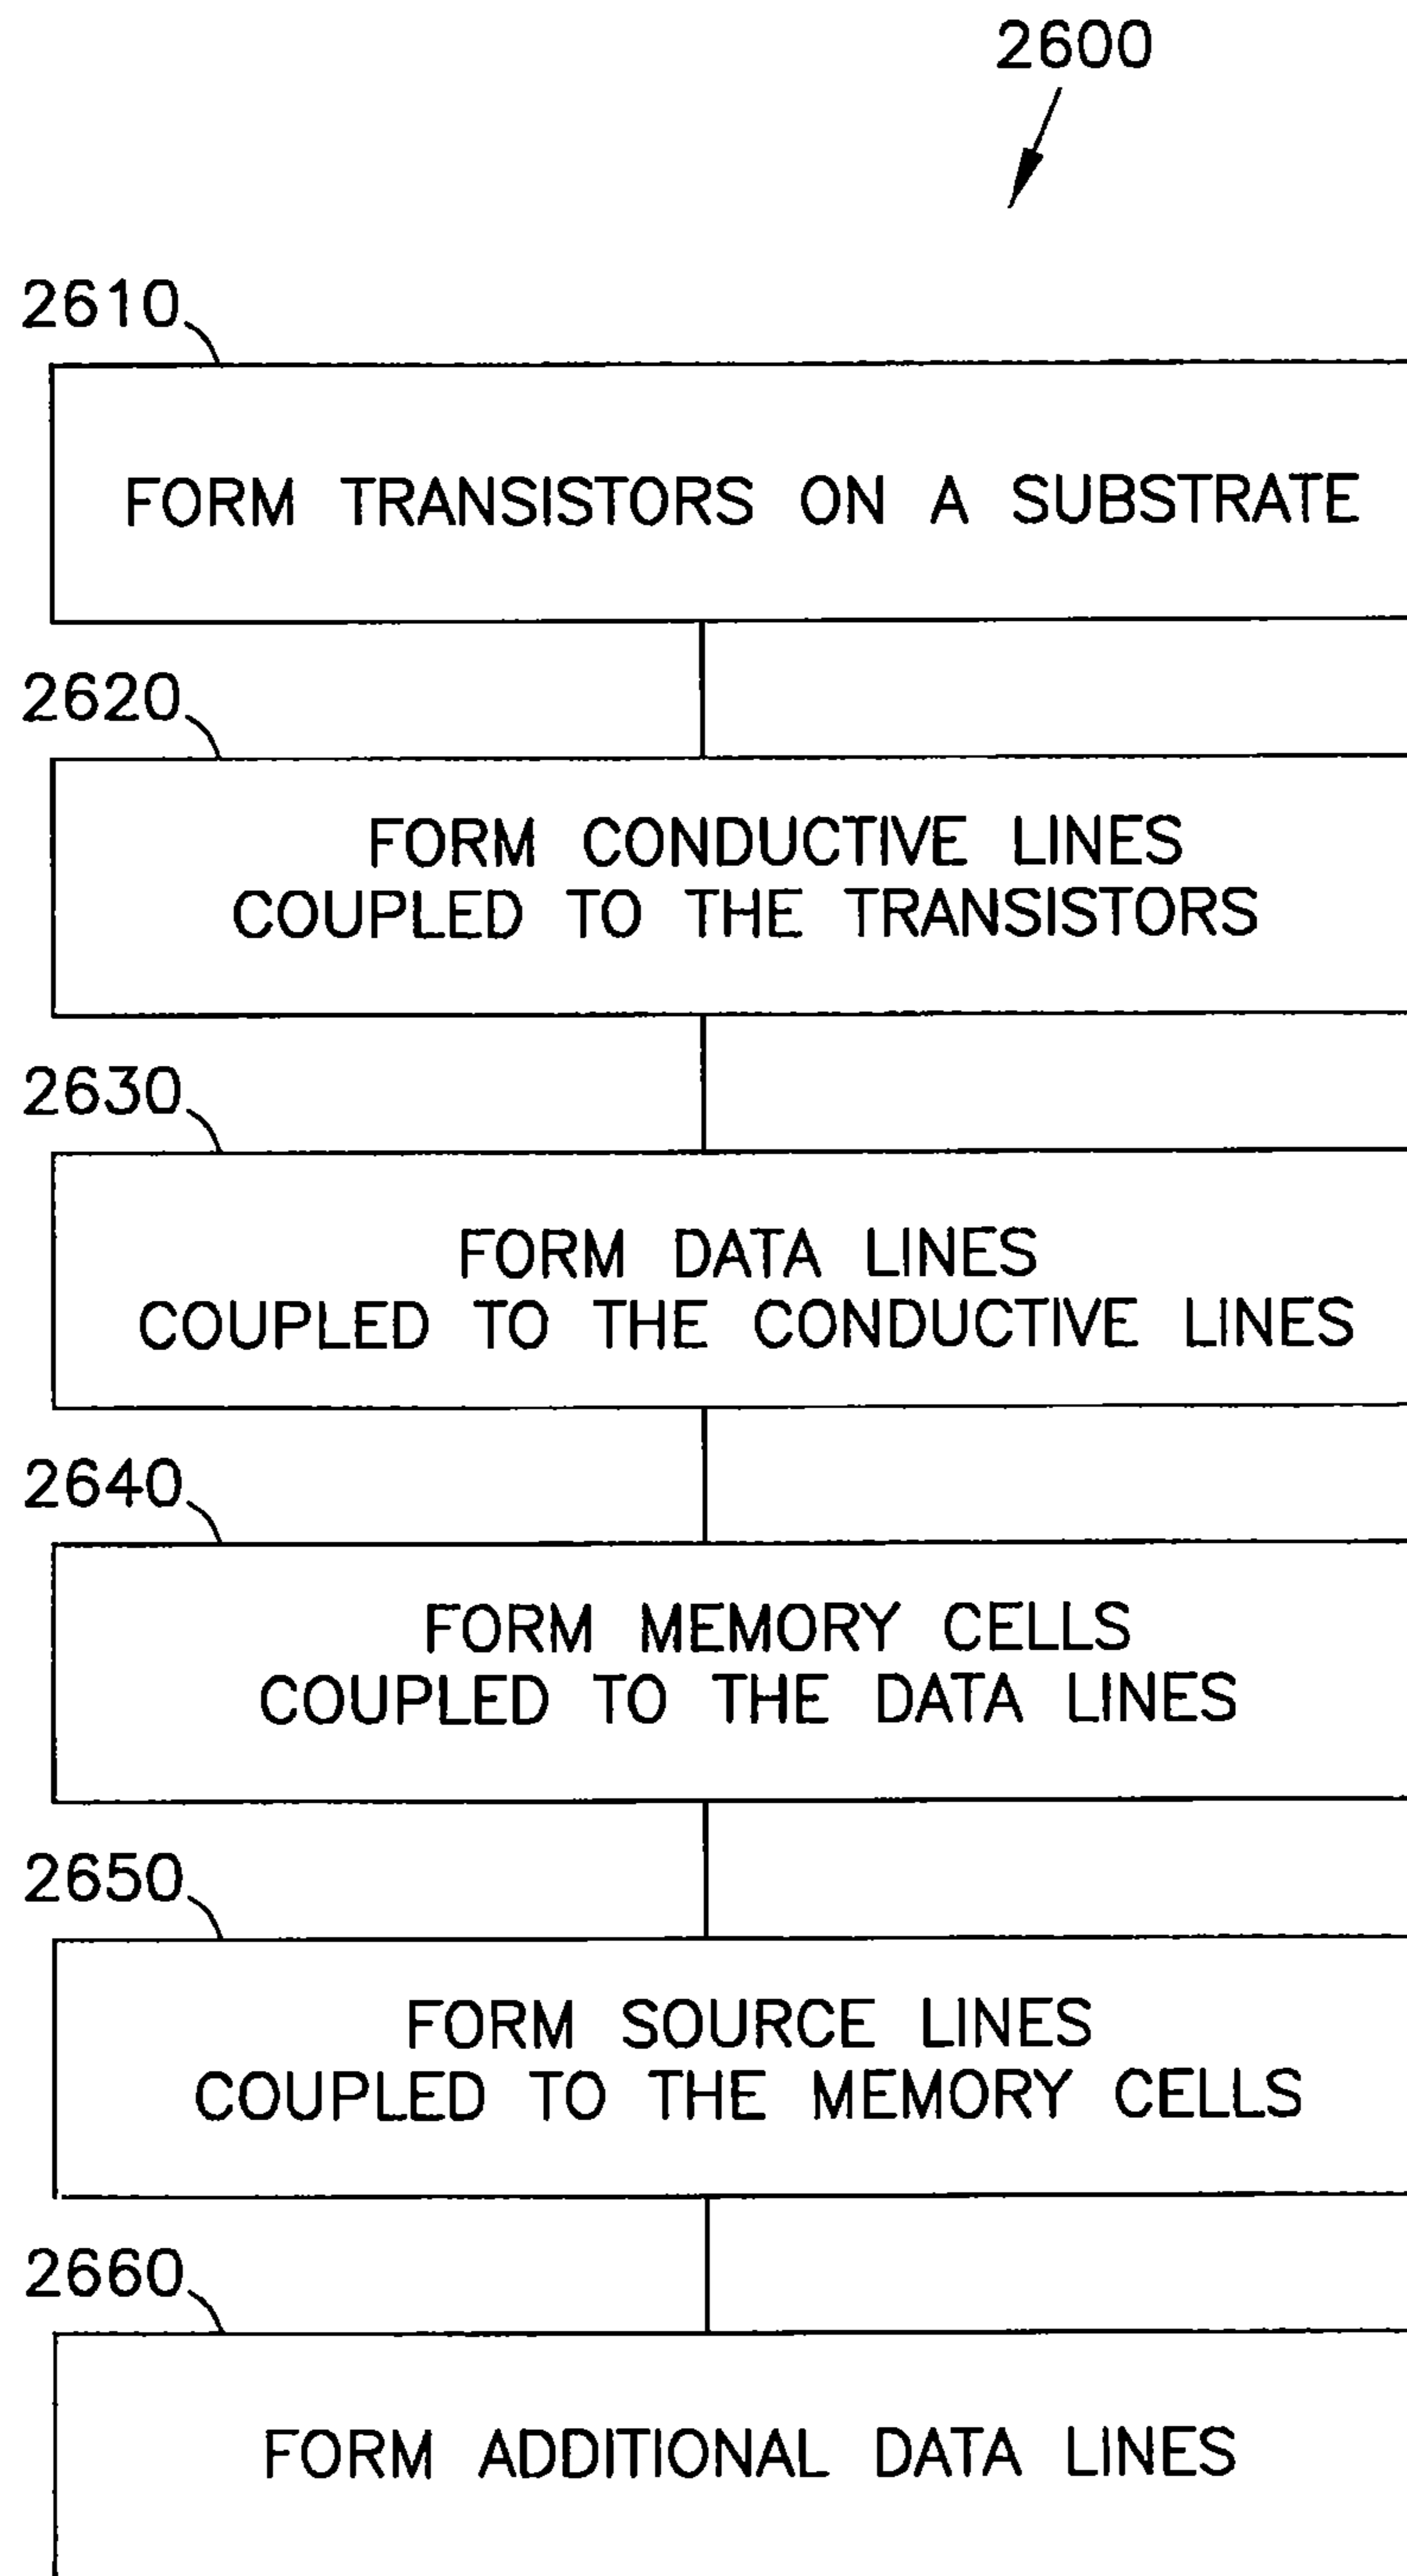 2600
2610
FORM TRANSISTORS ON A SUBSTRATE
2620
FORM CONDUCTIVE LINES
COUPLED TO THE TRANSISTORS
2630
FORM DATA LINES
COUPLED TO THE CONDUCTIVE LINES
2640
FORM MEMORY CELLS
COUPLED TO THE DATA LINES
2650
FORM SOURCE LINES
COUPLED TO THE MEMORY CELLS
2660
FORM ADDITIONAL DATA LINES